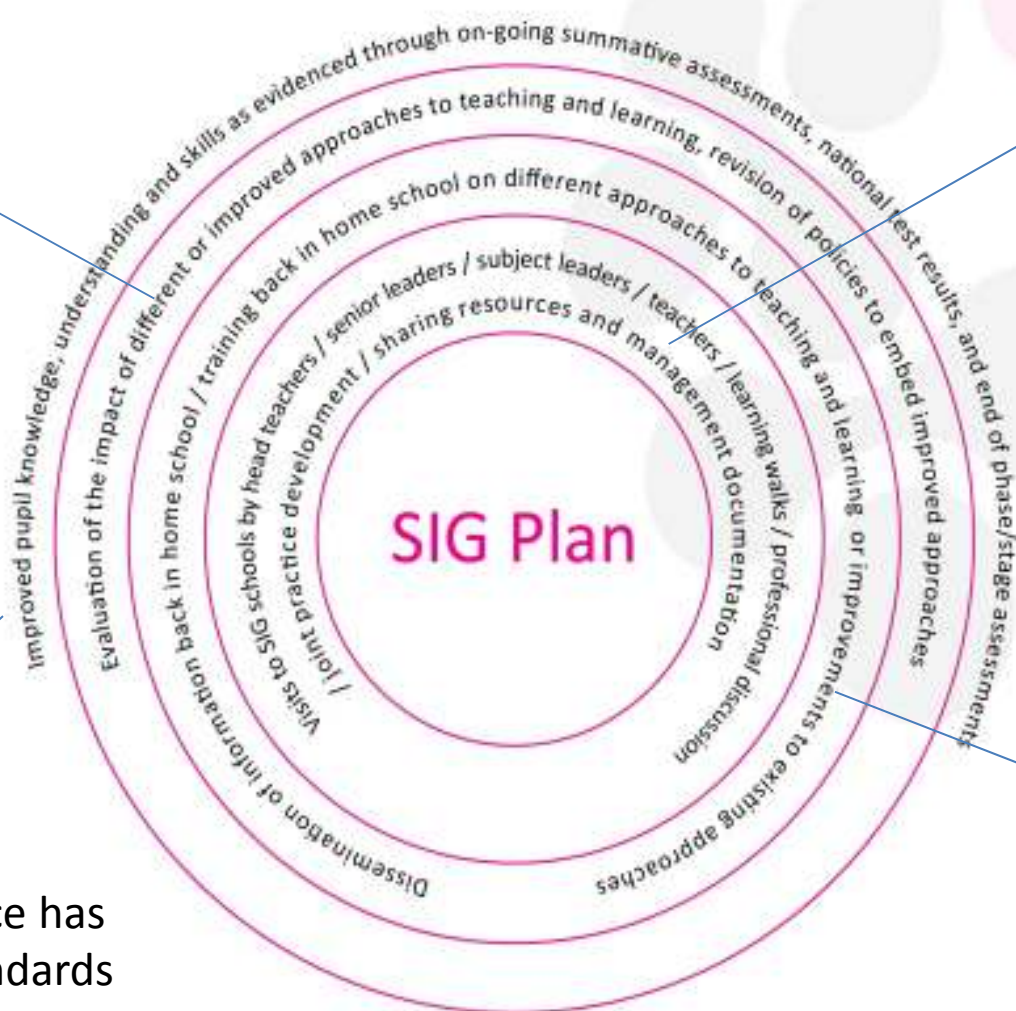 Improved pupil knowledge, understanding and skills as evidenced through on-going summative assessments, national test results, and end of phase/stage assessments
Evaluation of the impact of different or improved approaches to teaching and learning, revision of policies to embed improved approaches
Dissemination of information back in home school / training back in home school on different approaches to teaching and learning or improvements to existing approaches
Visits to SIG schools by head teachers / senior leaders / subject leaders / teachers / learning walks / professional discussion
/ joint practice development / sharing resources and management documentation
SIG Plan
has